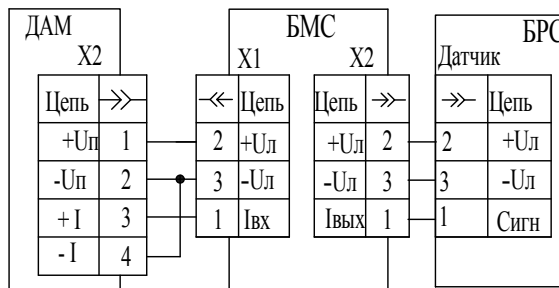 ДАМ БМС БРС
X2 X1 X2 Датчик
Цепь Цепь Цепь Цепь
+Uп 1 2 +Uл +Uл 2 2 +Uл
-Uп 2 3 -Uл -Uл 3 3 -Uл
+I 3 1 Iвх Iвых 1 1 Сигн
-I 4